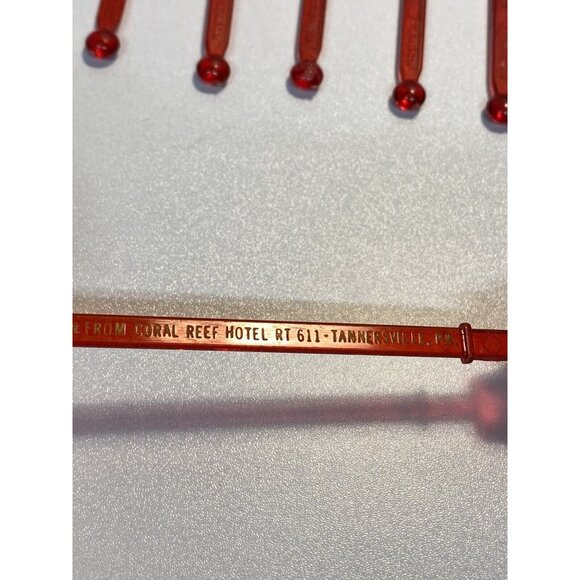 FROM CORAL REEF HOTEL RT 611-TANNERSVILLE, PA.